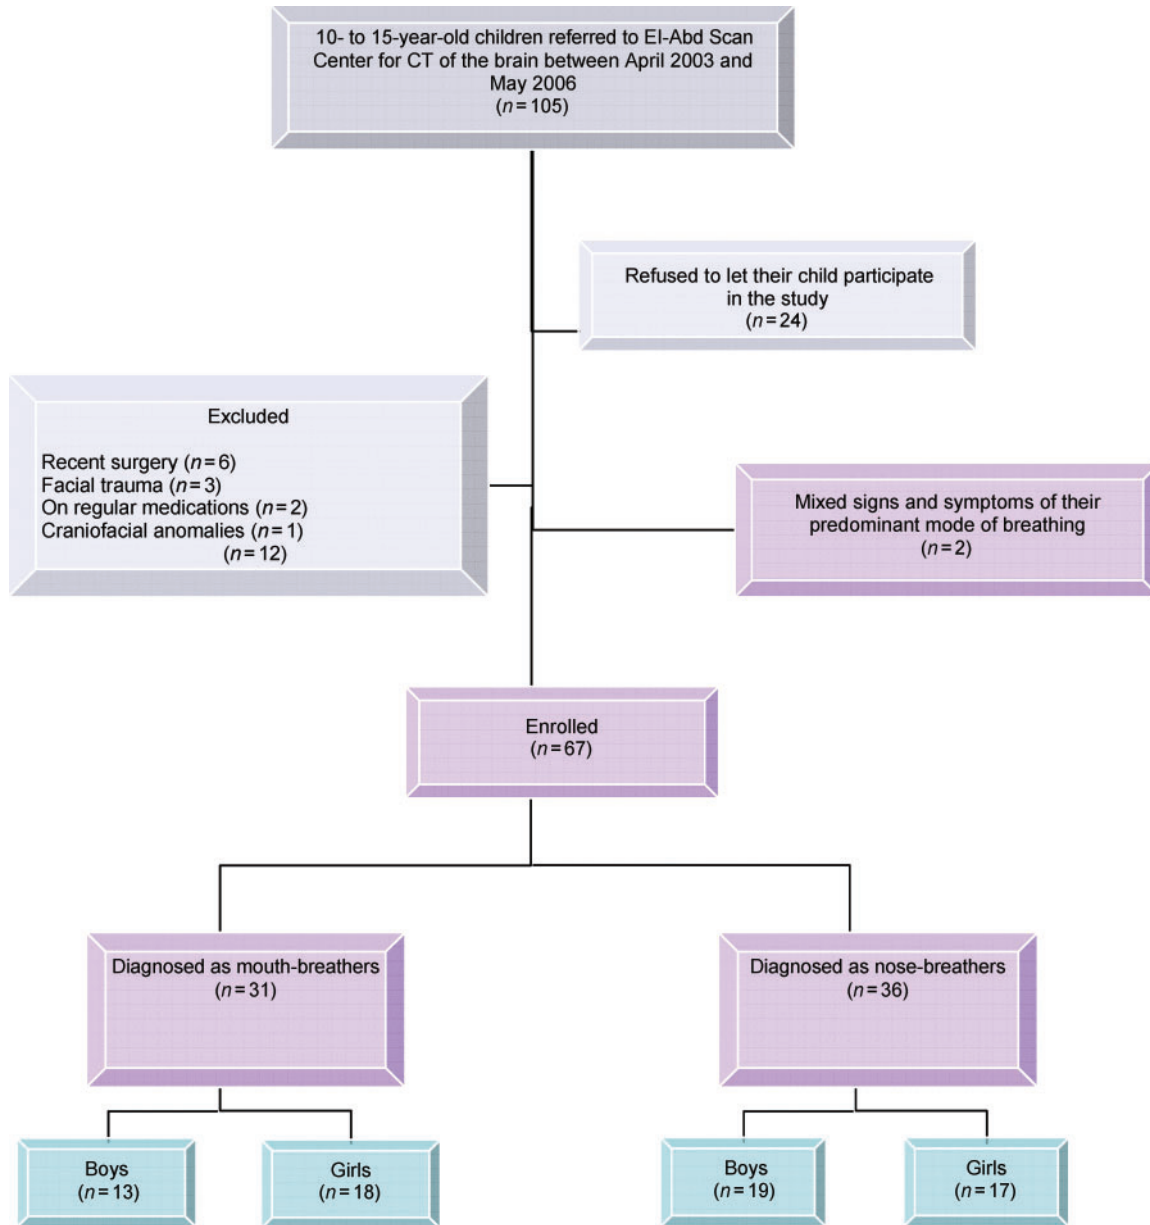 10- to 15-year-old children referred to El-Abd Scan
Center for CT of the brain between April 2003 and
May 2006
(n = 105)
Refused to let their child participate
in the study
(n = 24)
Excluded
Recent surgery (n = 6)
Facial trauma (n = 3)
On regular medications (n = 2)
Craniofacial anomalies (n = 1)
(n = 12)
Mixed signs and symptoms of their
predominant mode of breathing
(n = 2)
Enrolled
(n = 67)
Diagnosed as mouth-breathers
(n = 31)
Diagnosed as nose-breathers
(n = 36)
Boys
(n = 13)
Girls
(n = 18)
Boys
(n = 19)
Girls
(n = 17)